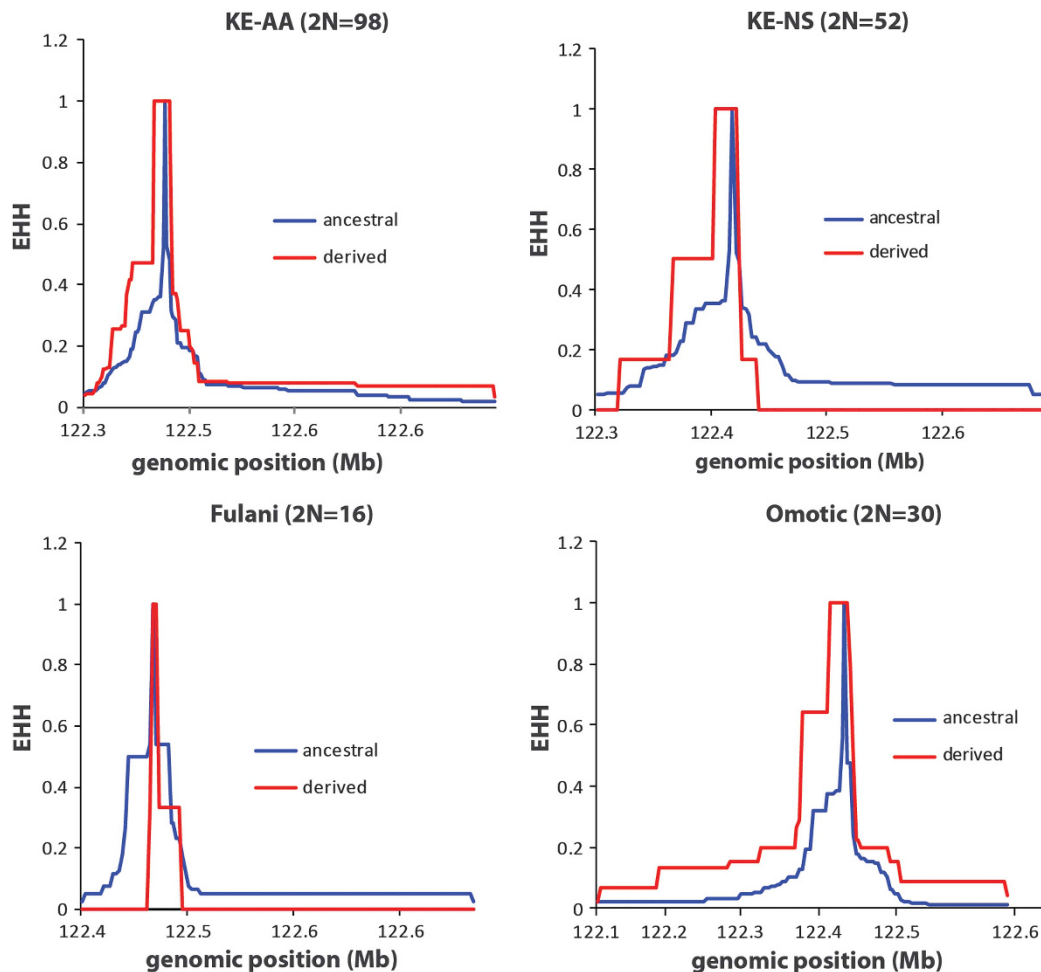 KE-AA (2N=98)
1.2
1
0.8
0.6
0.4
0.2
0
EHH
ancestral
derived
122.3
122.5
122.6
122.6
genomic position (Mb)
KE-NS (2N=52)
1.2
1
0.8
0.6
0.4
0.2
0
EHH
ancestral
derived
122.3
122.4
122.5
122.6
genomic position (Mb)
Fulani (2N=16)
1.2
1
0.8
0.6
0.4
0.2
0
EHH
ancestral
derived
122.4
122.5
122.6
122.6
genomic position (Mb)
Omotic (2N=30)
1.2
1
0.8
0.6
0.4
0.2
0
EHH
ancestral
derived
122.1
122.2
122.3
122.4
122.5
122.6
genomic position (Mb)